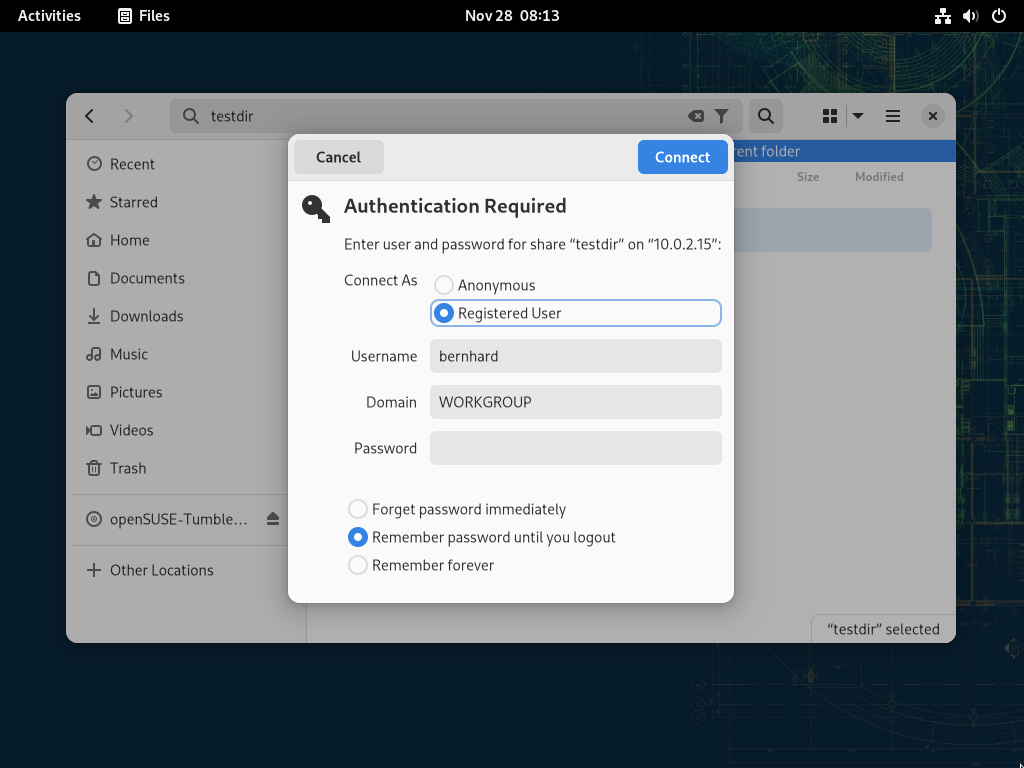 Activities Files Nov 28 08:13
testdir
Cancel Connect
rent folder
Size Modified
Recent
Starred
Home
Documents
Downloads
Music
Pictures
Videos
Trash
openSUSE-Tumble…
Other Locations
Authentication Required
Enter user and password for share “testdir” on “10.0.2.15”:
Connect As Anonymous
Registered User
Username bernhard
Domain WORKGROUP
Password
Forget password immediately
Remember password until you logout
Remember forever
“testdir” selected